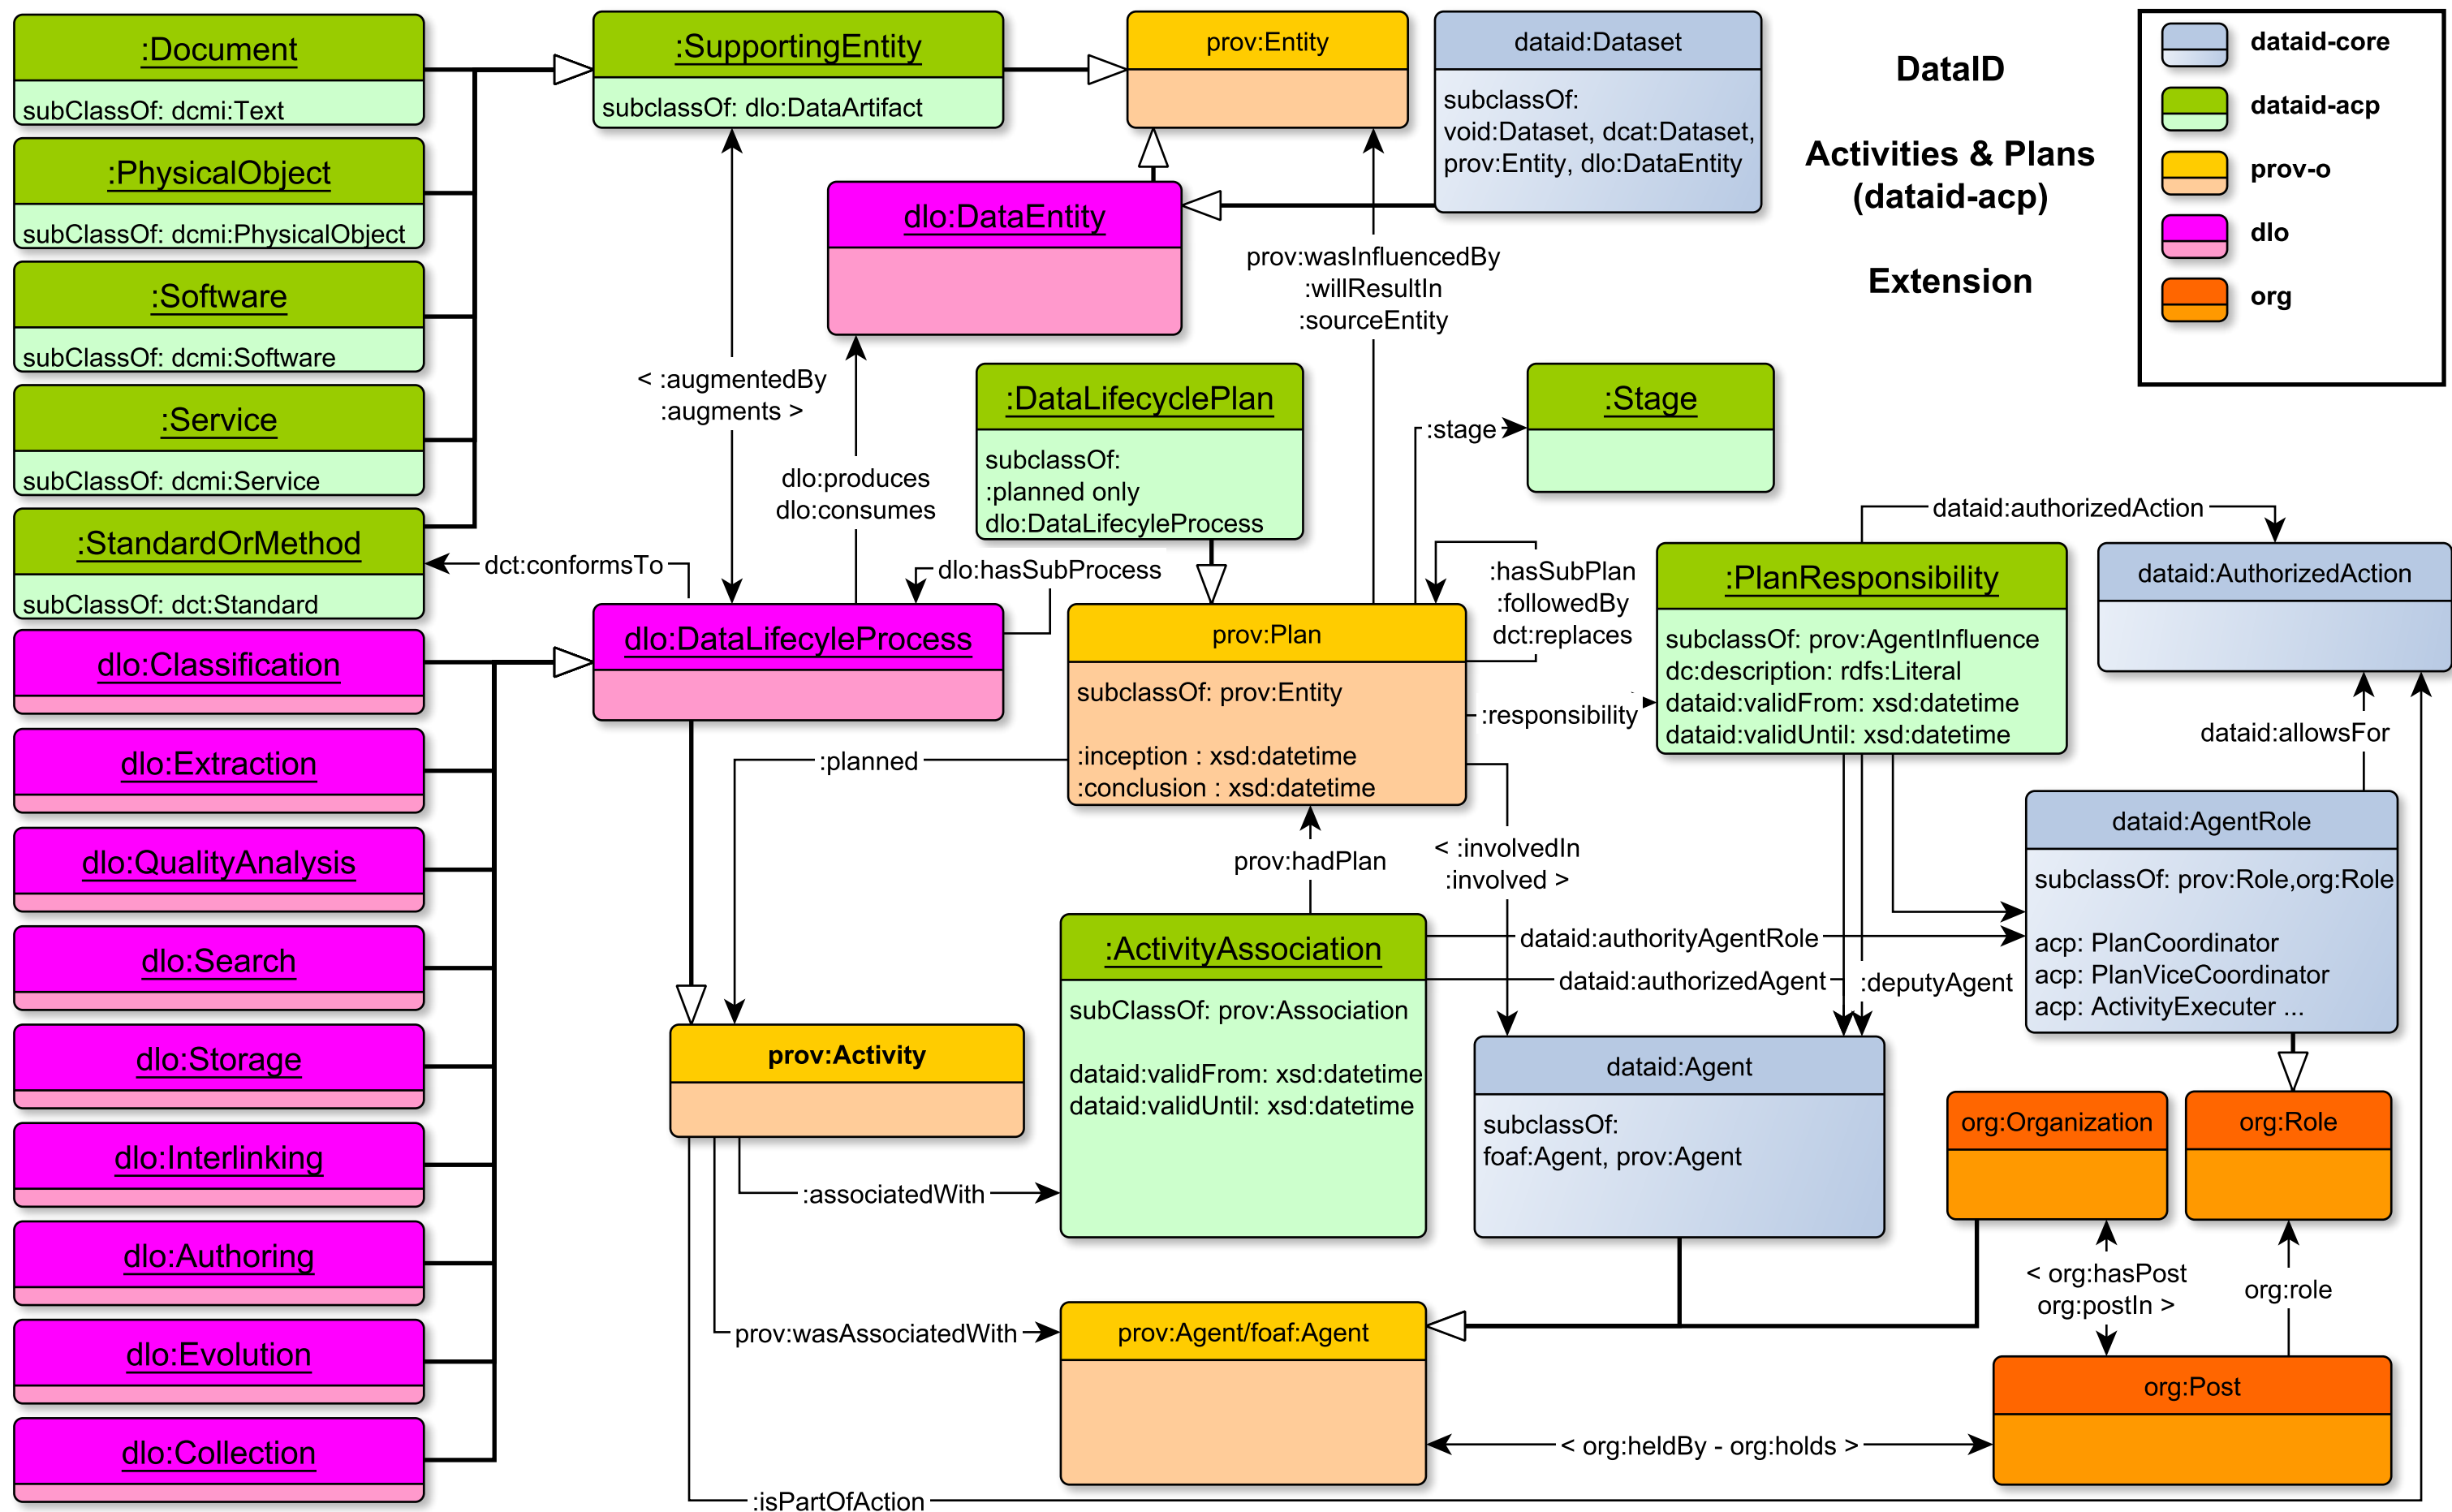 :Document
subClassOf: dcmi:Text
:PhysicalObject
subClassOf: dcmi:PhysicalObject
:Software
subClassOf: dcmi:Software
:Service
subClassOf: dcmi:Service
:StandardOrMethod
subClassOf: dct:Standard
dlo:Classification
dlo:Extraction
dlo:QualityAnalysis
dlo:Search
dlo:Storage
dlo:Interlinking
dlo:Authoring
dlo:Evolution
dlo:Collection
:SupportingEntity
subclassOf: dlo:DataArtifact
prov:Entity
dataid:Dataset
subclassOf:
void:Dataset, dcat:Dataset,
prov:Entity, dlo:DataEntity
DataID
Activities & Plans
(dataid-acp)
Extension
dataid-core
dataid-acp
prov-o
dlo
org
dlo:DataEntity
prov:wasInfluencedBy
:willResultIn
:sourceEntity
< :augmentedBy
:augments >
dlo:produces
dlo:consumes
:DataLifecyclePlan
subclassOf:
:planned only
dlo:DataLifecyleProcess
:stage
:Stage
dct:conformsTo
dlo:hasSubProcess
dlo:DataLifecyleProcess
prov:Plan
subclassOf: prov:Entity
:inception : xsd:datetime
:conclusion : xsd:datetime
:hasSubPlan
:followedBy
dct:replaces
:responsibility
:PlanResponsibility
subclassOf: prov:AgentInfluence
dc:description: rdfs:Literal
dataid:validFrom: xsd:datetime
dataid:validUntil: xsd:datetime
dataid:authorizedAction
dataid:AuthorizedAction
dataid:allowsFor
:planned
prov:hadPlan
< :involvedIn
:involved >
dataid:AgentRole
subclassOf: prov:Role,org:Role
acp: PlanCoordinator
acp: PlanViceCoordinator
acp: ActivityExecuter ...
:ActivityAssociation
subClassOf: prov:Association
dataid:validFrom: xsd:datetime
dataid:validUntil: xsd:datetime
dataid:authorityAgentRole
dataid:authorizedAgent
:deputyAgent
prov:Activity
dataid:Agent
subclassOf:
foaf:Agent, prov:Agent
org:Organization
org:Role
:associatedWith
< org:hasPost
org:postIn >
org:role
prov:wasAssociatedWith
prov:Agent/foaf:Agent
org:Post
< org:heldBy - org:holds >
:isPartOfAction